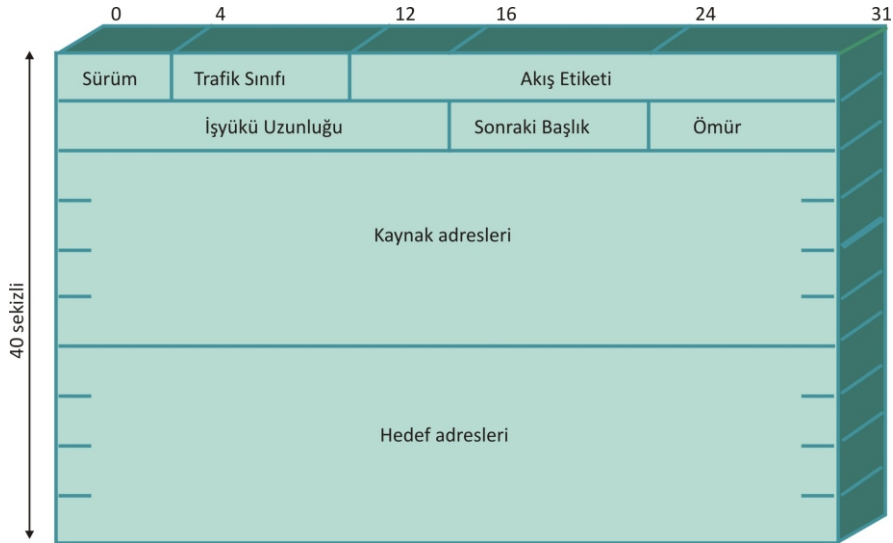 0 4 12 16 24 31
Sürüm Trafik Sınıfı Akış Etiketi
İşyükü Uzunluğu Sonraki Başlık Ömür
Kaynak adresleri
40 sekizli
Hedef adresleri